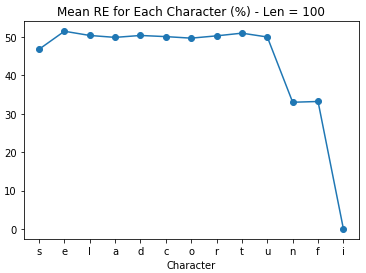 Mean RE for Each Character (%) - Len = 100
50
40
30
20
10
0
s e l a d c o r t u n f i
Character